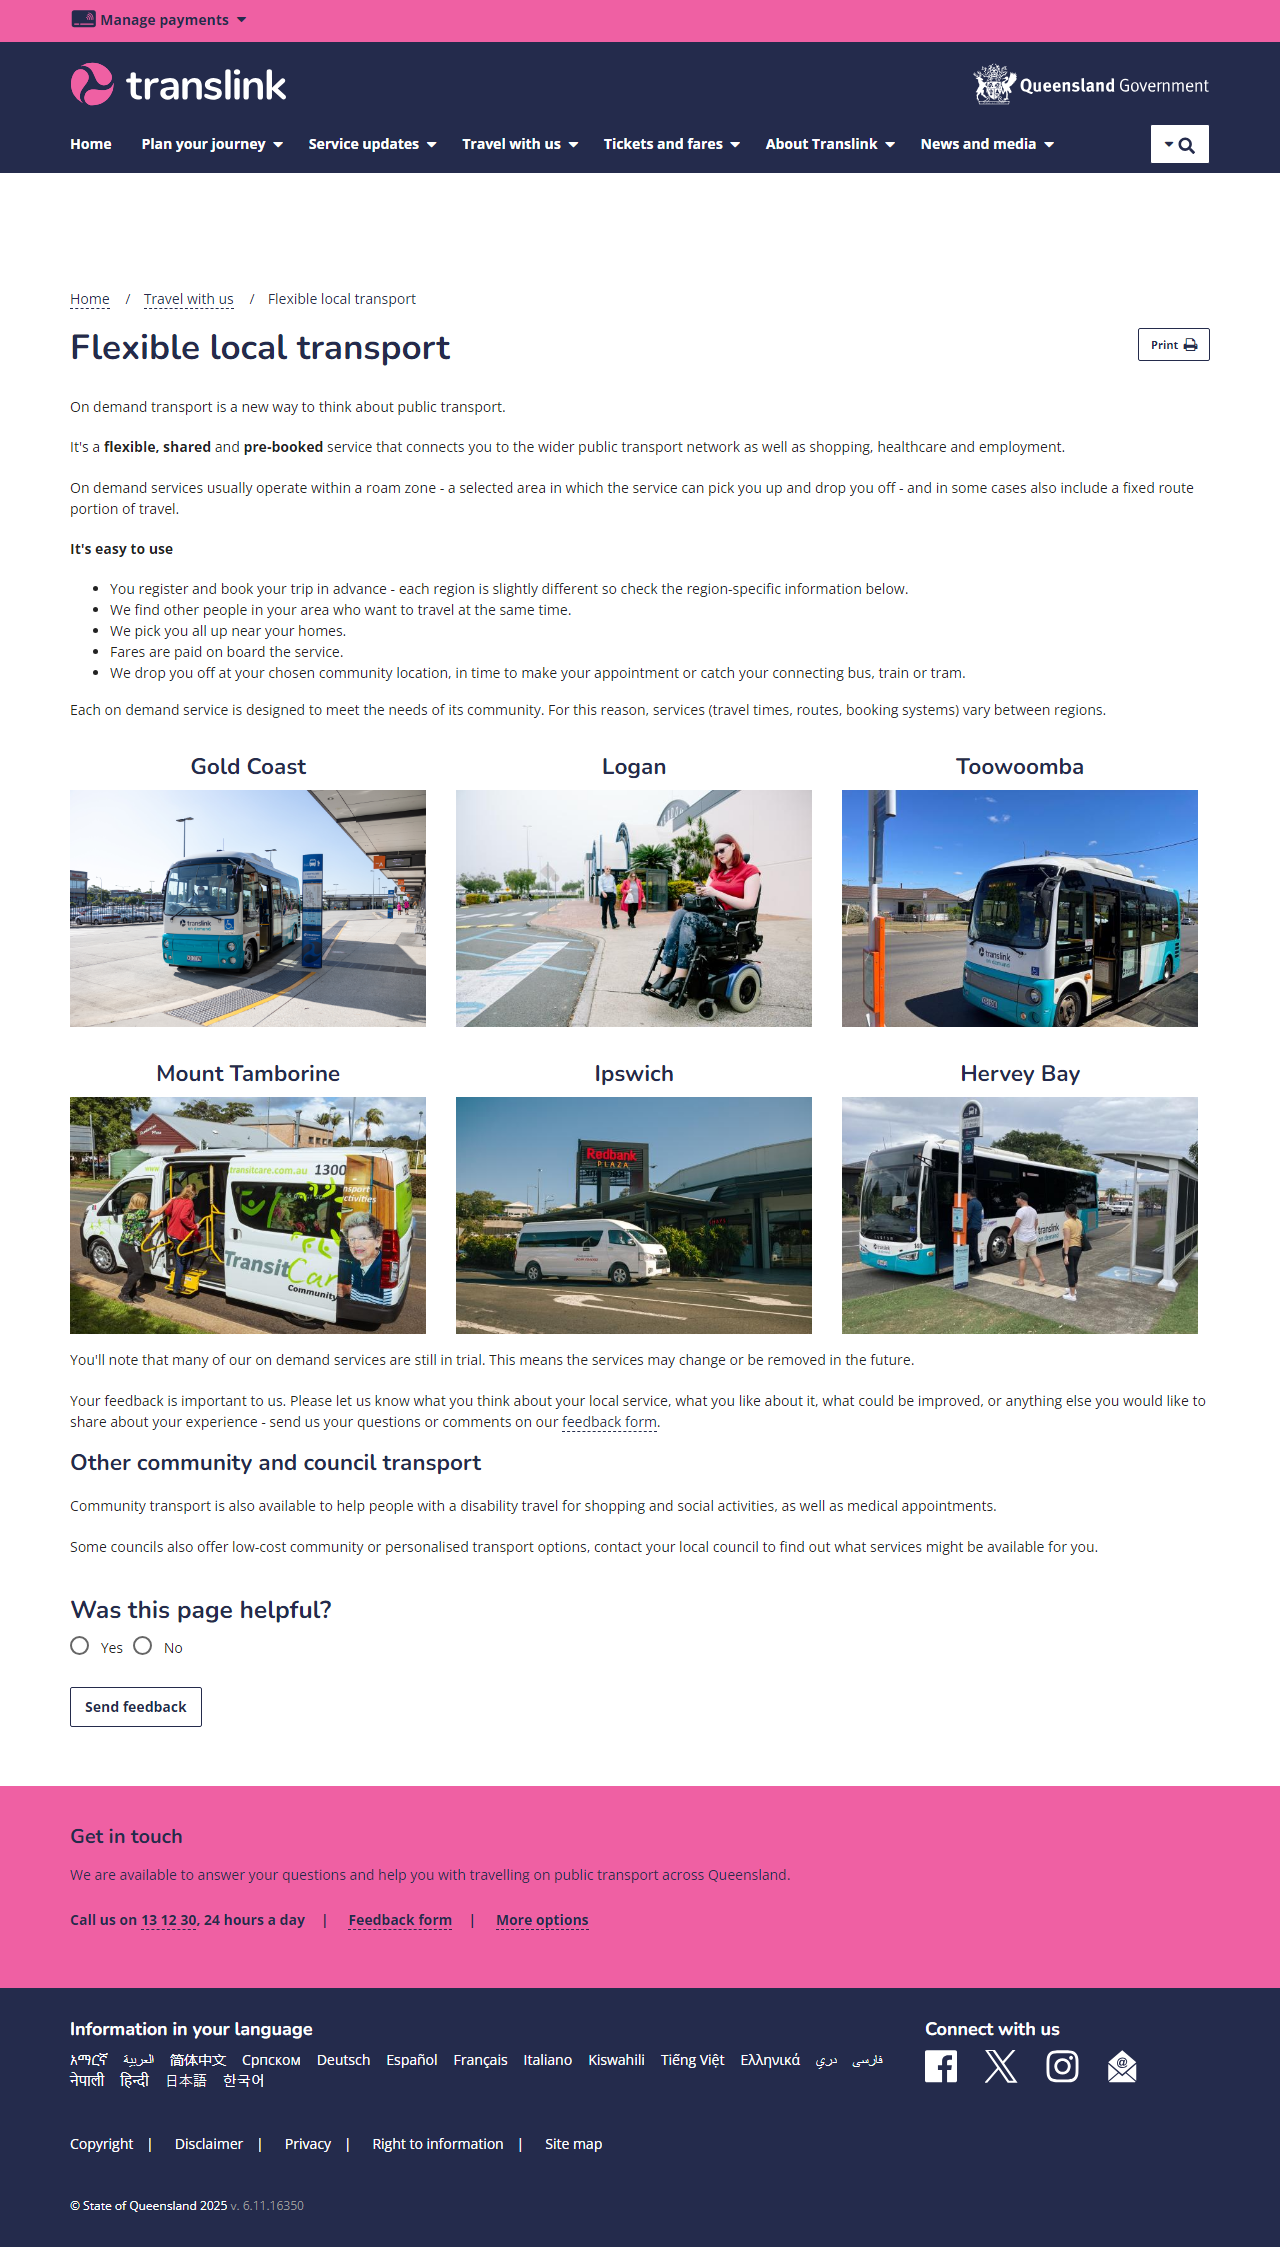 Manage payments
translink
Queensland Government
Home Plan your journey Service updates Travel with us Tickets and fares About Translink News and media
Home / Travel with us / Flexible local transport
Flexible local transport
Print
On demand transport is a new way to think about public transport.
It's a flexible, shared and pre-booked service that connects you to the wider public transport network as well as shopping, healthcare and employment.
On demand services usually operate within a roam zone - a selected area in which the service can pick you up and drop you off - and in some cases also include a fixed route
portion of travel.
It's easy to use
• You register and book your trip in advance - each region is slightly different so check the region-specific information below.
• We find other people in your area who want to travel at the same time.
• We pick you all up near your homes.
• Fares are paid on board the service.
• We drop you off at your chosen community location, in time to make your appointment or catch your connecting bus, train or tram.
Each on demand service is designed to meet the needs of its community. For this reason, services (travel times, routes, booking systems) vary between regions.
Gold Coast Logan Toowoomba
translink
on demand
translink
on demand
Mount Tamborine Ipswich Hervey Bay
transitcare.com.au 1300
Transit Car
Community
Redbank
PLAZA
translink
on demand
You'll note that many of our on demand services are still in trial. This means the services may change or be removed in the future.
Your feedback is important to us. Please let us know what you think about your local service, what you like about it, what could be improved, or anything else you would like to
share about your experience - send us your questions or comments on our feedback form.
Other community and council transport
Community transport is also available to help people with a disability travel for shopping and social activities, as well as medical appointments.
Some councils also offer low-cost community or personalised transport options, contact your local council to find out what services might be available for you.
Was this page helpful?
Yes No
Send feedback
Get in touch
We are available to answer your questions and help you with travelling on public transport across Queensland.
Call us on 13 12 30, 24 hours a day | Feedback form | More options
Information in your language
አማርኛ العربية 简体中文 Српском Deutsch Español Français Italiano Kiswahili Tiếng Việt Ελληνικά دري فارسی
नेपाली हिन्दी 日本語 한국어
Connect with us
Copyright | Disclaimer | Privacy | Right to information | Site map
© State of Queensland 2025 v. 6.11.16350